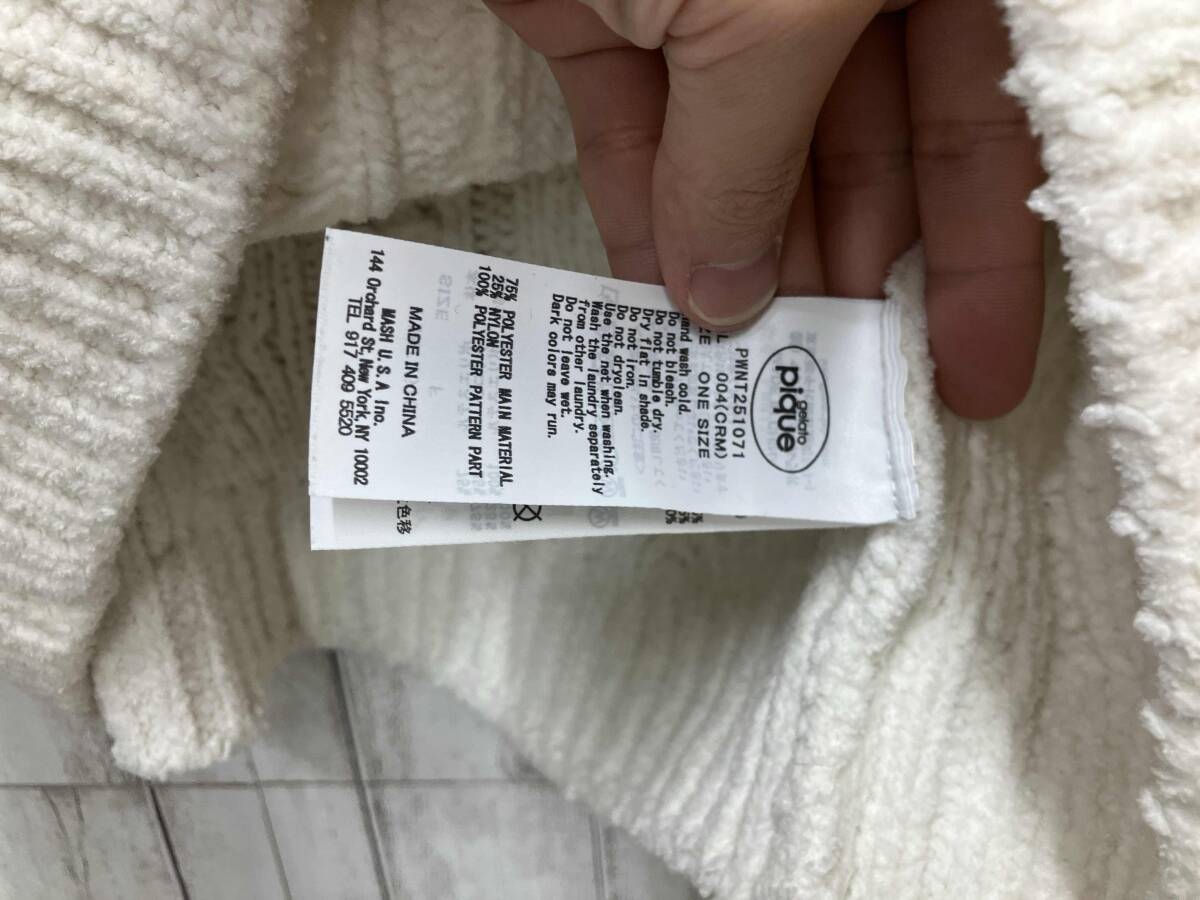 gelato
pique
PWNT251071
004(CRM)
ONE SIZE
hand wash cold.
Do not bleach.
Do not tumble dry.
Dry flat in shade.
Do not iron.
Do not dryclean.
Use the net when washing.
Wash the laundry separately
from other laundry.
Do not leave wet.
Dark colors may run.
75% POLYESTER MAIN MATERIAL
25% NYLON
100% POLYESTER PATTERN PART
MADE IN CHINA
MASH U.S.A Inc.
144 Orchard St, New York, NY 10002
TEL 917 409 5520
色移